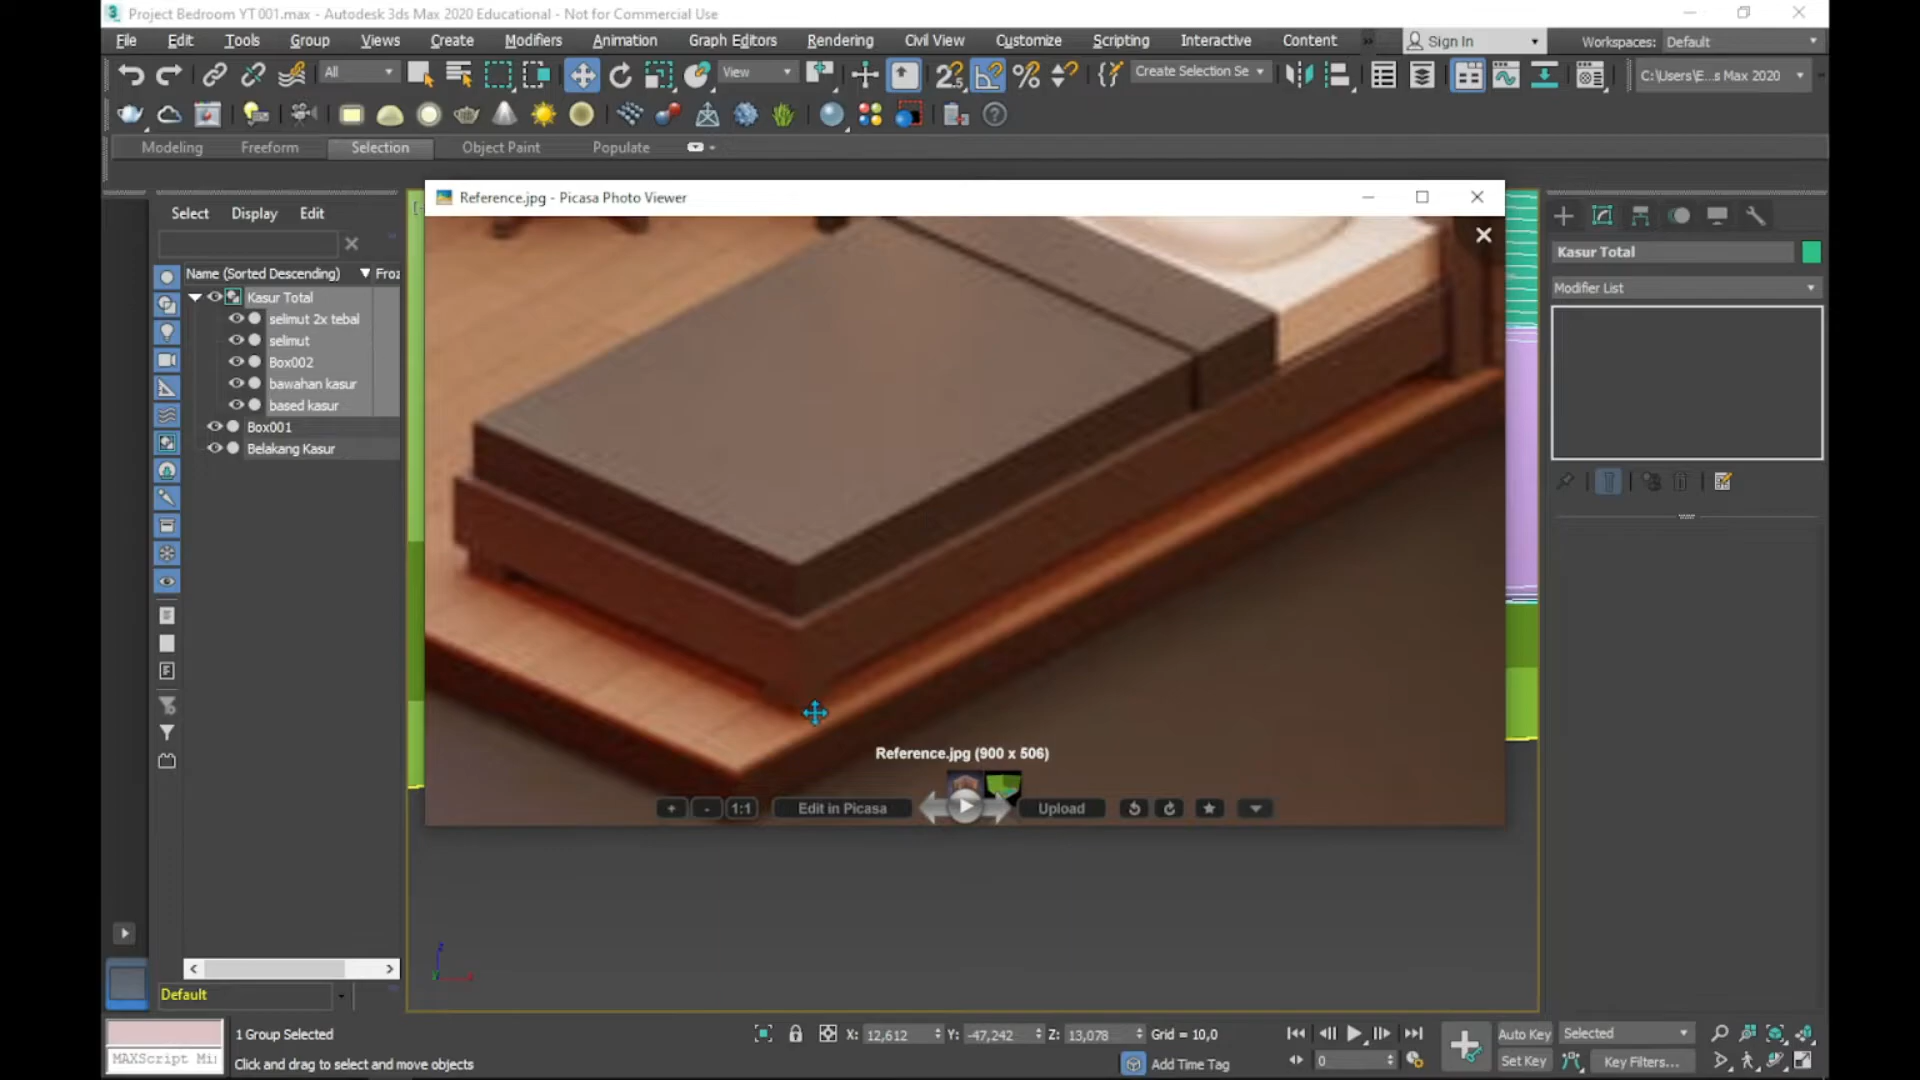 Project Bedroom YT 001.max - Autodesk 3ds Max 2020 Educational - Not for Commercial Use
File Edit Tools Group Views Create Modifiers Animation Graph Editors Rendering Civil View Customize Scripting Interactive Content » Sign In Workspaces: Default
All View Create Selection Se C:\Users\E...s Max 2020
Modeling Freeform Selection Object Paint Populate
Reference.jpg - Picasa Photo Viewer
Select Display Edit
Name (Sorted Descending) Froz
Kasur Total
selimut 2x tebal
selimut
Box002
bawahan kasur
based kasur
Box001
Belakang Kasur
Kasur Total
Modifier List
Reference.jpg (900 x 506)
+ - 1:1 Edit in Picasa Upload
z
Default
1 Group Selected X: 12,612 Y: -47,242 Z: 13,078 Grid = 10,0 Auto Key Selected
MAXScript Mi: Click and drag to select and move objects Add Time Tag 0 Set Key Key Filters...